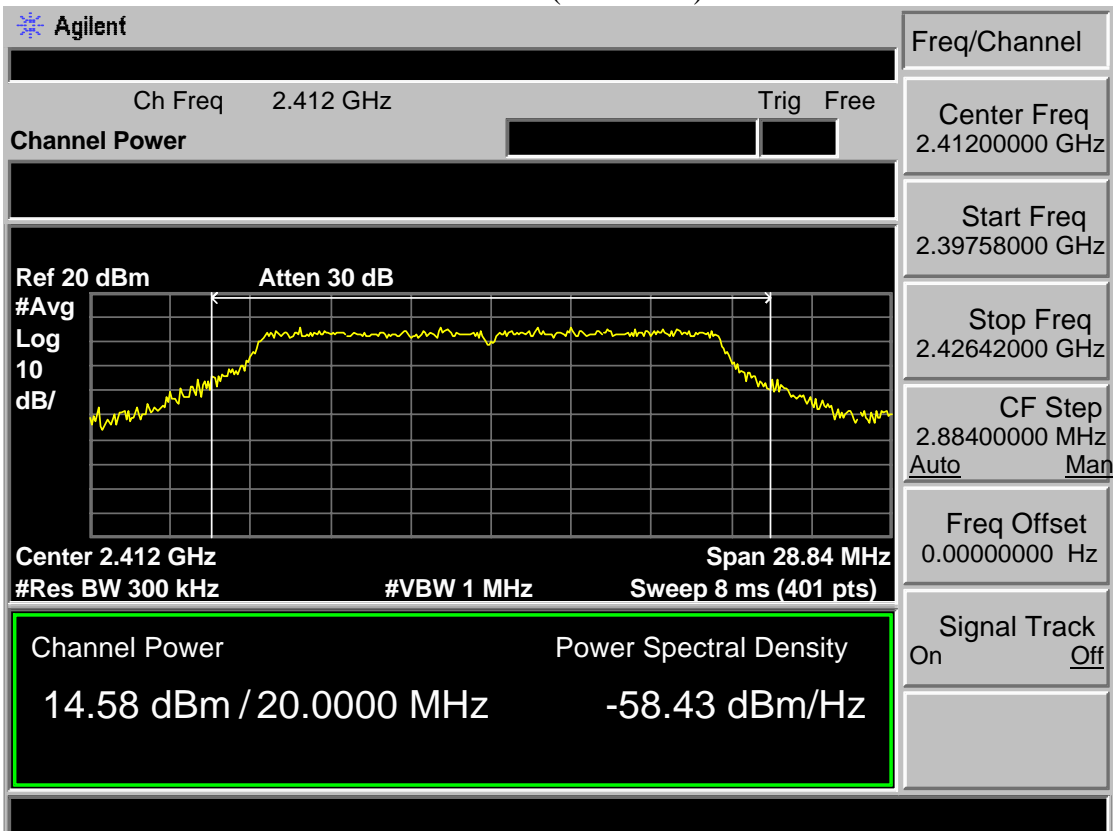 Agilent
Freq/Channel
Ch Freq 2.412 GHz Trig Free
Channel Power
Center Freq
2.41200000 GHz
Start Freq
2.39758000 GHz
Ref 20 dBm Atten 30 dB
#Avg
Log
10
dB/
Stop Freq
2.42642000 GHz
CF Step
2.88400000 MHz
Auto Man
Freq Offset
0.00000000 Hz
Center 2.412 GHz Span 28.84 MHz
#Res BW 300 kHz #VBW 1 MHz Sweep 8 ms (401 pts)
Signal Track
On Off
Channel Power Power Spectral Density
14.58 dBm / 20.0000 MHz -58.43 dBm/Hz